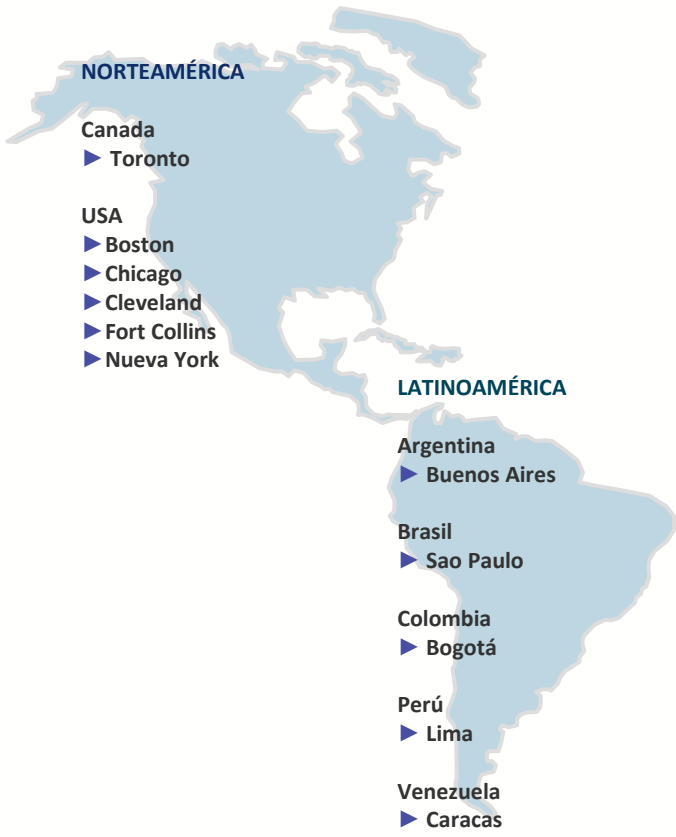 NORTEAMÉRICA
Canada
► Toronto
USA
►Boston
►Chicago
►Cleveland
►Fort Collins
►Nueva York
LATINOAMÉRICA
Argentina
► Buenos Aires
Brasil
► Sao Paulo
Colombia
► Bogotá
Perú
► Lima
Venezuela
► Caracas